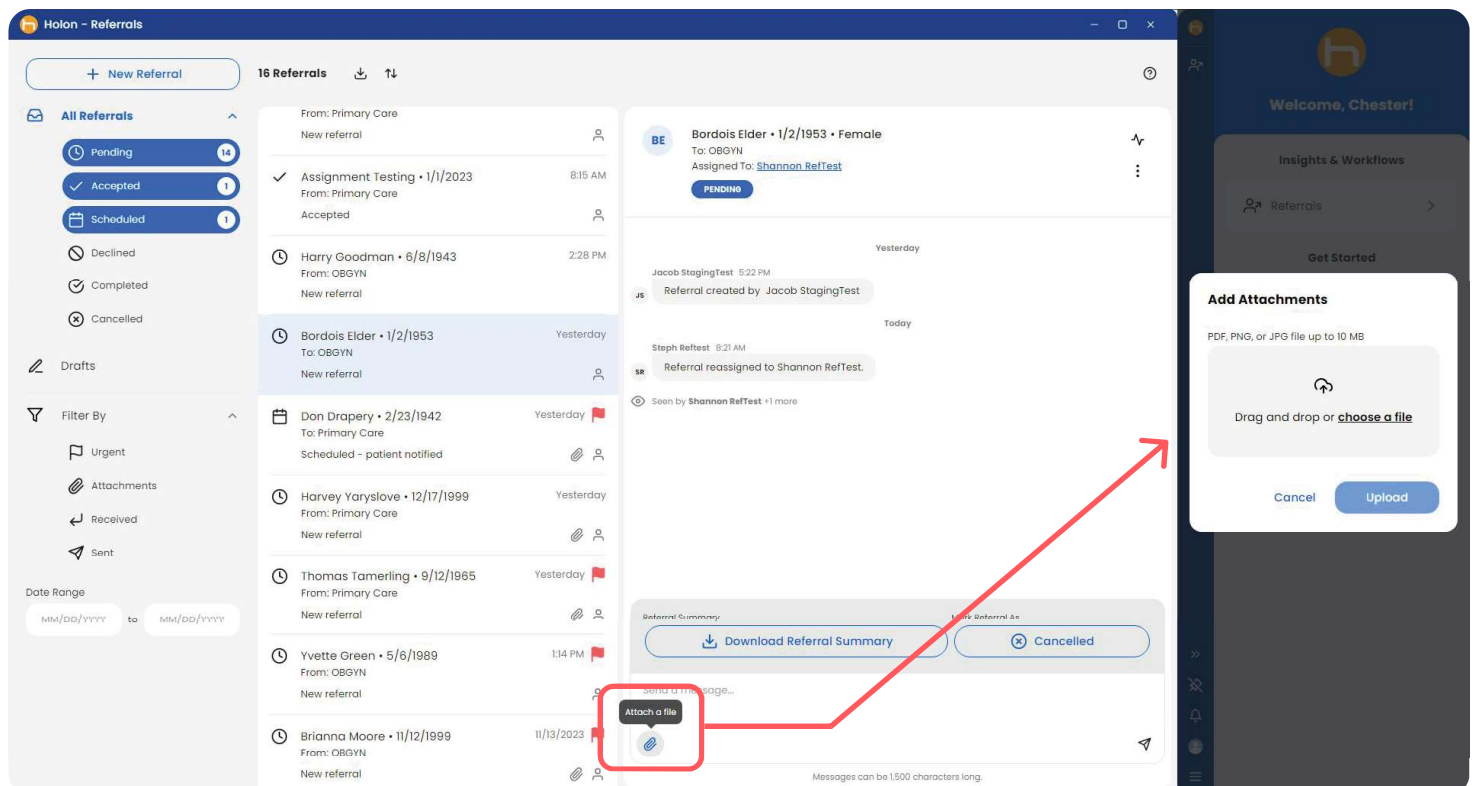 Holon - Referrals
+ New Referral
All Referrals
Pending
14
Accepted
1
Scheduled
1
Declined
Completed
Cancelled
Drafts
Filter By
Urgent
Attachments
Received
Sent
Date Range
MM/DD/YYYY to MM/DD/YYYY
16 Referrals
From: Primary Care
New referral
Assignment Testing • 1/1/2023
8:15 AM
From: Primary Care
Accepted
Harry Goodman • 6/8/1943
2:28 PM
From: OBGYN
New referral
Bordois Elder • 1/2/1953
Yesterday
To: OBGYN
New referral
Don Drapery • 2/23/1942
Yesterday
To: Primary Care
Scheduled - patient notified
Harvey Yaryslove • 12/17/1999
Yesterday
From: Primary Care
New referral
Thomas Tamerling • 9/12/1965
Yesterday
From: Primary Care
New referral
Yvette Green • 5/6/1989
1:14 PM
From: OBGYN
New referral
Brianna Moore • 11/12/1999
11/13/2023
From: OBGYN
New referral
BE
Bordois Elder • 1/2/1953 • Female
To: OBGYN
Assigned To: Shannon RefTest
PENDING
Yesterday
Jacob StagingTest 5:22 PM
JS
Referral created by Jacob StagingTest
Today
Steph Reftest 8:21 AM
SR
Referral reassigned to Shannon RefTest.
Seen by Shannon RefTest +1 more
Referral Summary
Mark Referral As
Download Referral Summary
Cancelled
Send a message...
Attach a file
Messages can be 1,500 characters long.
Welcome, Chester!
Insights & Workflows
Referrals
Get Started
Add Attachments
PDF, PNG, or JPG file up to 10 MB
Drag and drop or choose a file
Cancel
Upload